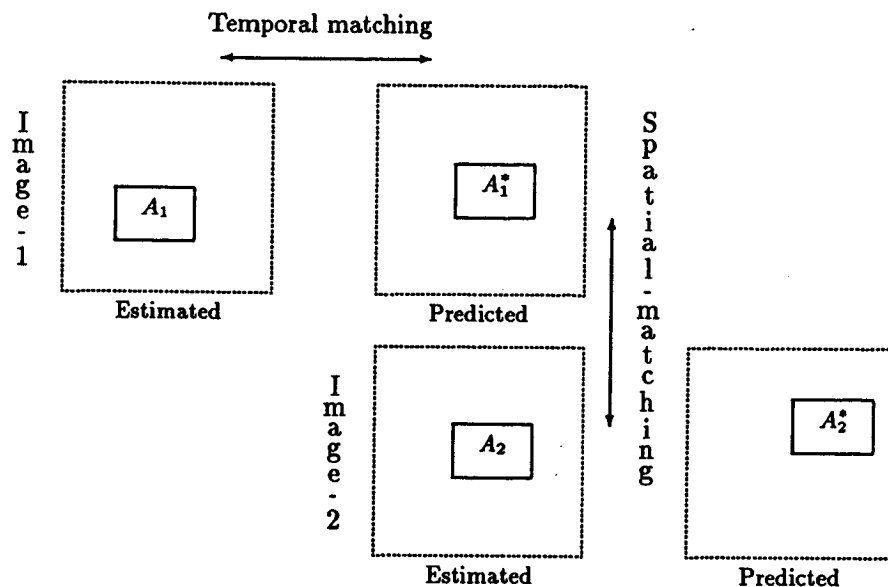 Temporal matching
Image-1
A₁
A₁*
Spatial-matching
Estimated
Predicted
Image-2
A₂
A₂*
Estimated
Predicted